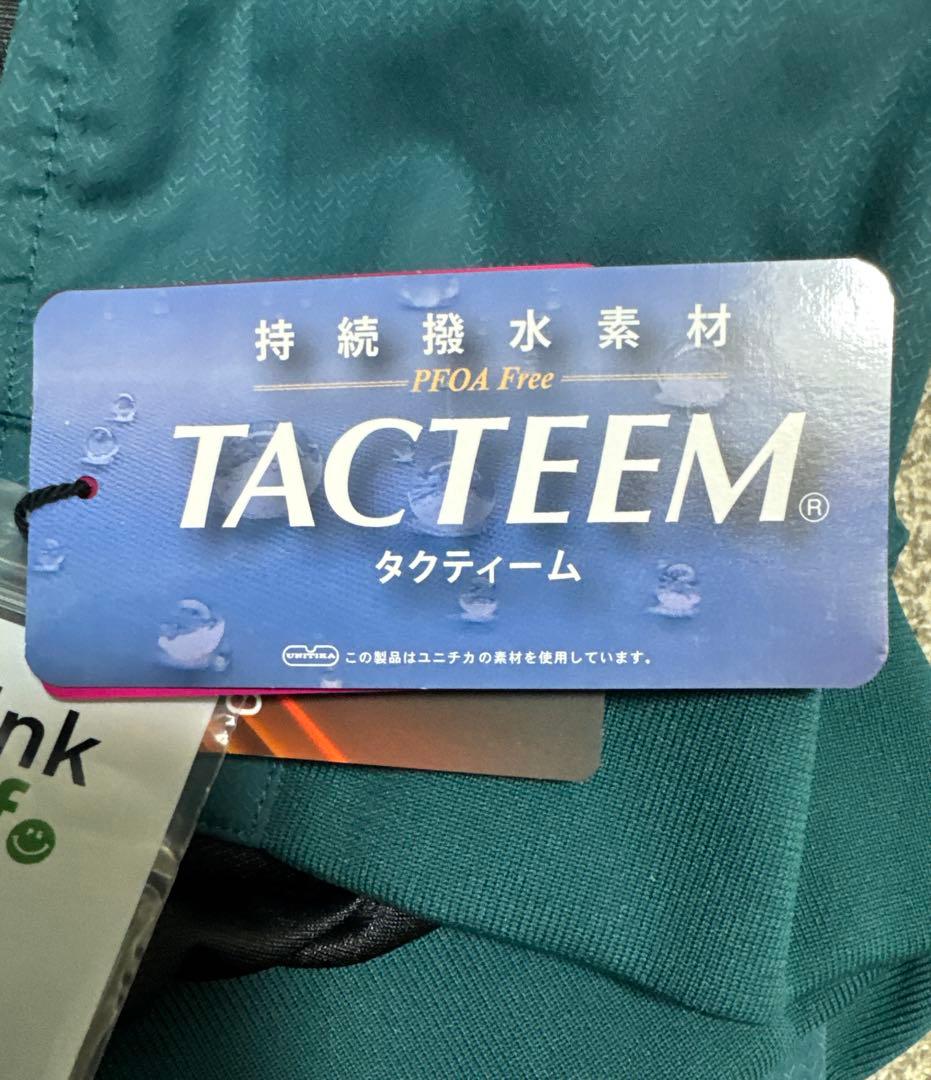 持続撥水素材
PFOA Free
TACTEEM®
タクティーム
UNITIKA この製品はユニチカの素材を使用しています。